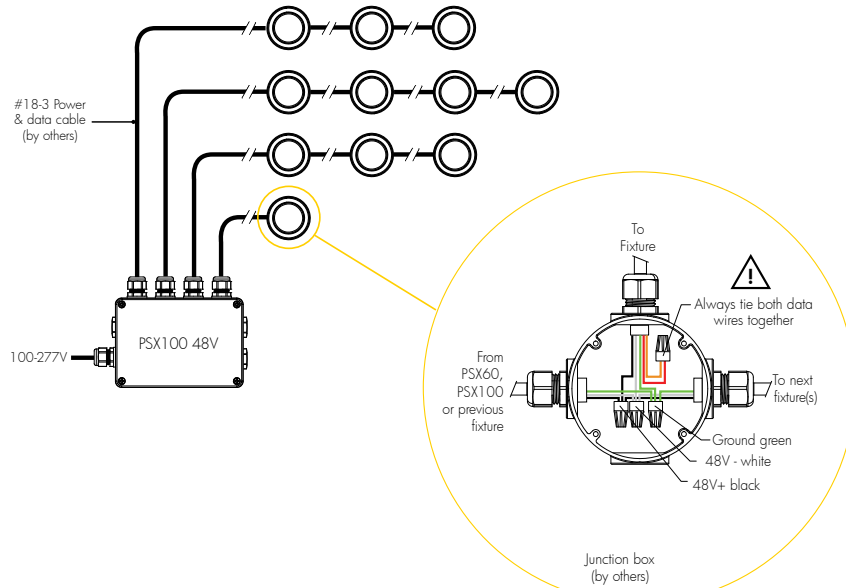 #18-3 Power
& data cable
(by others)
PSX100 48V
100-277V
To
Fixture
Always tie both data
wires together
From
PSX60,
PSX100
or previous
fixture
To next
fixture(s)
Ground green
48V - white
48V+ black
Junction box
(by others)